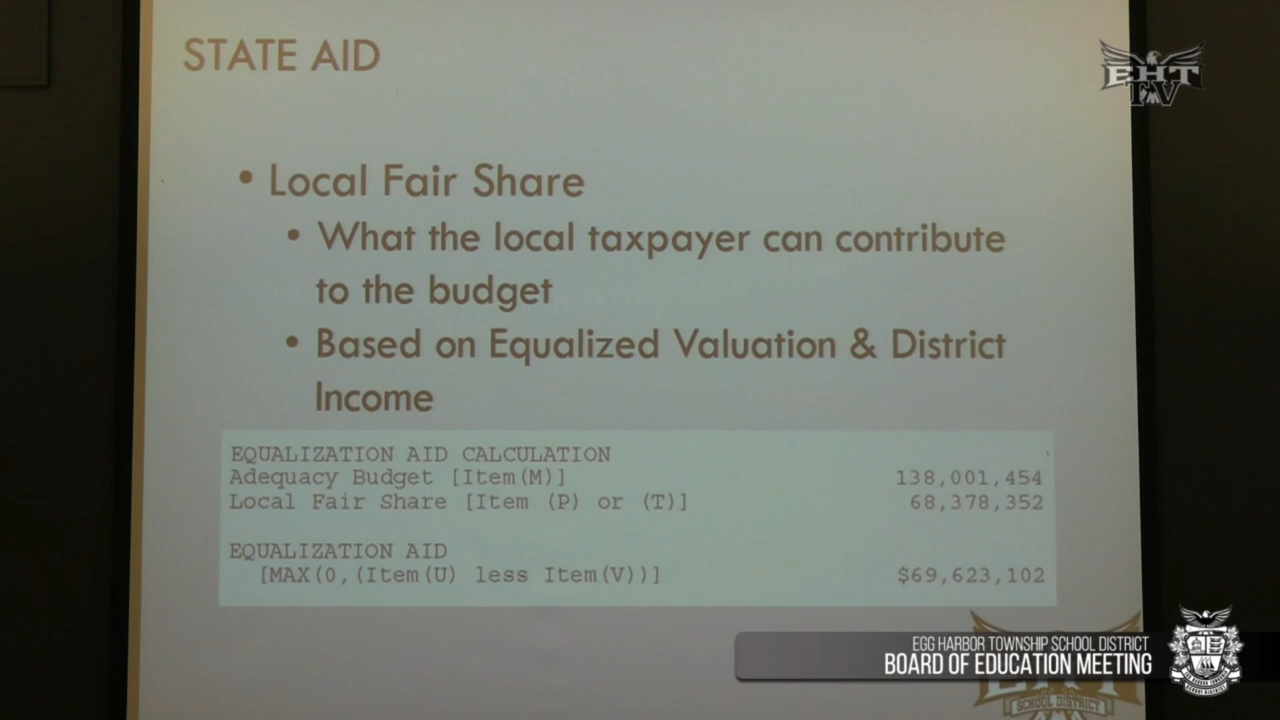 STATE AID
EHT
TV
• Local Fair Share
• What the local taxpayer can contribute
to the budget
• Based on Equalized Valuation & District
Income
EQUALIZATION AID CALCULATION
Adequacy Budget [Item(M)] 138,001,454
Local Fair Share [Item (P) or (T)] 68,378,352
EQUALIZATION AID
[MAX(0,(Item(U) less Item(V))] $69,623,102
EGG HARBOR TOWNSHIP SCHOOL DISTRICT
BOARD OF EDUCATION MEETING
EHT
SCHOOL DISTRICT